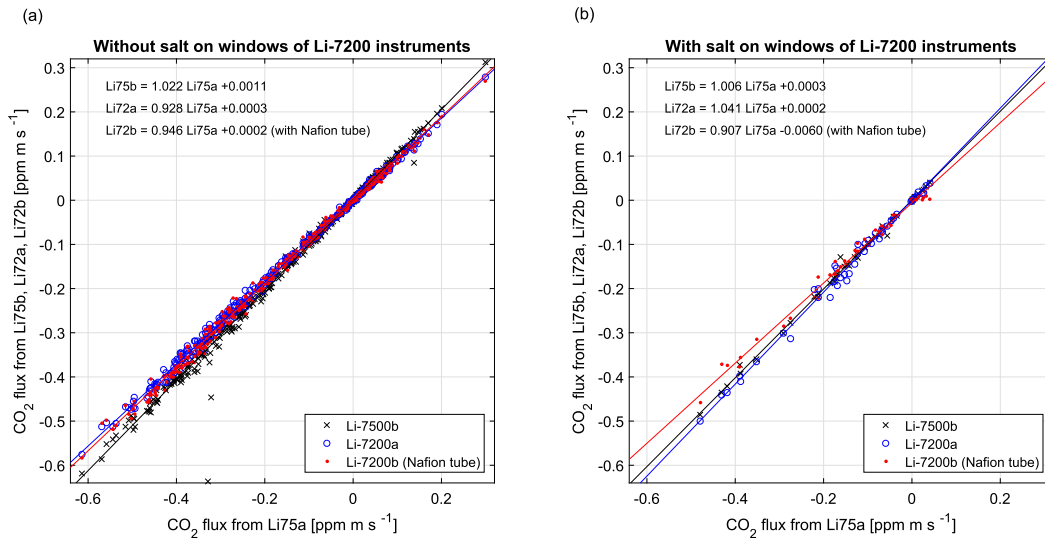 (a)
Without salt on windows of Li-7200 instruments
CO2 flux from Li75b, Li72a, Li72b [ppm m s -1]
0.3
0.2
0.1
0
-0.1
-0.2
-0.3
-0.4
-0.5
-0.6
Li75b = 1.022 Li75a +0.0011
Li72a = 0.928 Li75a +0.0003
Li72b = 0.946 Li75a +0.0002 (with Nafion tube)
Li-7500b
Li-7200a
Li-7200b (Nafion tube)
-0.6 -0.4 -0.2 0 0.2
CO2 flux from Li75a [ppm m s -1]
(b)
With salt on windows of Li-7200 instruments
CO2 flux from Li75b, Li72a, Li72b [ppm m s -1]
0.3
0.2
0.1
0
-0.1
-0.2
-0.3
-0.4
-0.5
-0.6
Li75b = 1.006 Li75a +0.0003
Li72a = 1.041 Li75a +0.0002
Li72b = 0.907 Li75a -0.0060 (with Nafion tube)
Li-7500b
Li-7200a
Li-7200b (Nafion tube)
-0.6 -0.4 -0.2 0 0.2
CO2 flux from Li75a [ppm m s -1]